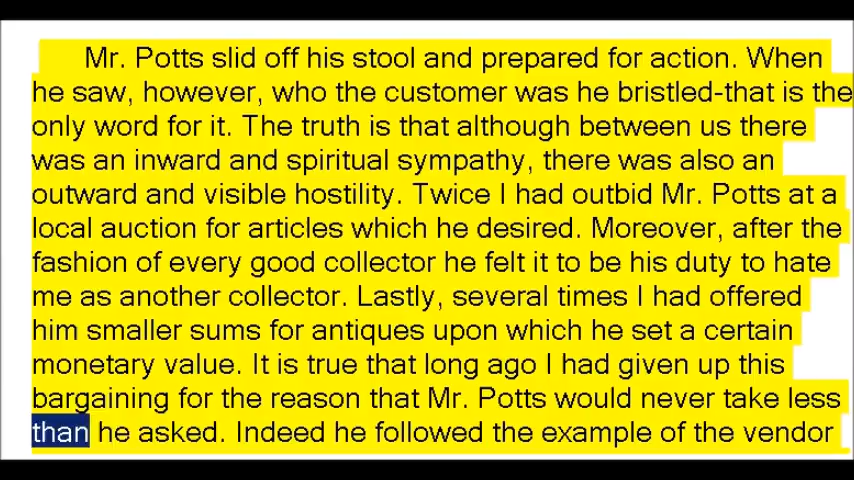 Mr. Potts slid off his stool and prepared for action. When
he saw, however, who the customer was he bristled-that is the
only word for it. The truth is that although between us there
was an inward and spiritual sympathy, there was also an
outward and visible hostility. Twice I had outbid Mr. Potts at a
local auction for articles which he desired. Moreover, after the
fashion of every good collector he felt it to be his duty to hate
me as another collector. Lastly, several times I had offered
him smaller sums for antiques upon which he set a certain
monetary value. It is true that long ago I had given up this
bargaining for the reason that Mr. Potts would never take less
than he asked. Indeed he followed the example of the vendor